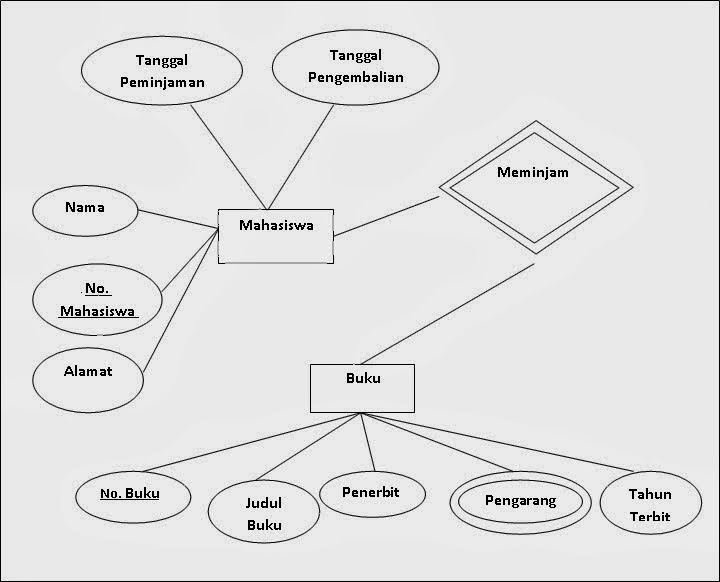 Tanggal
Peminjaman
Tanggal
Pengembalian
Meminjam
Nama
Mahasiswa
No.
Mahasiswa
Alamat
Buku
No. Buku
Judul
Buku
Penerbit
Pengarang
Tahun
Terbit